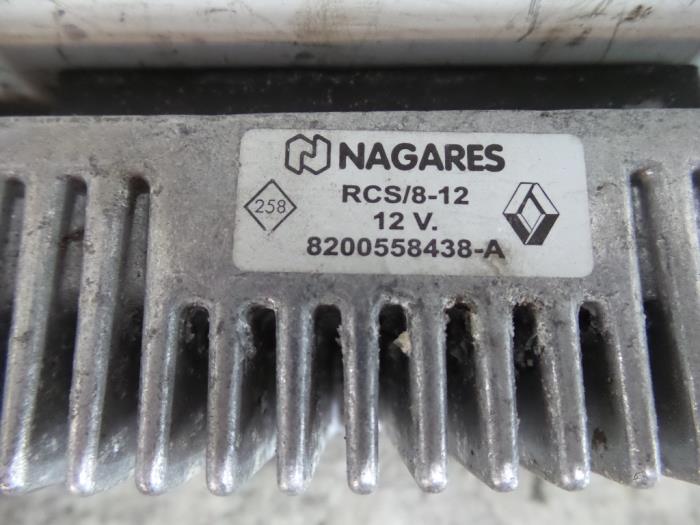 NAGARES
RCS/8-12
258
12 V.
8200558438-A